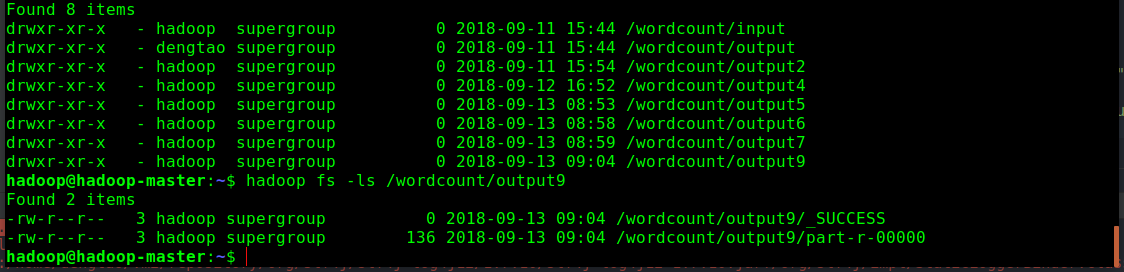 Found 8 items
drwxr-xr-x   - hadoop  supergroup          0 2018-09-11 15:44 /wordcount/input
drwxr-xr-x   - dengtao supergroup          0 2018-09-11 15:44 /wordcount/output
drwxr-xr-x   - hadoop  supergroup          0 2018-09-11 15:54 /wordcount/output2
drwxr-xr-x   - hadoop  supergroup          0 2018-09-12 16:52 /wordcount/output4
drwxr-xr-x   - hadoop  supergroup          0 2018-09-13 08:53 /wordcount/output5
drwxr-xr-x   - hadoop  supergroup          0 2018-09-13 08:58 /wordcount/output6
drwxr-xr-x   - hadoop  supergroup          0 2018-09-13 08:59 /wordcount/output7
drwxr-xr-x   - hadoop  supergroup          0 2018-09-13 09:04 /wordcount/output9
hadoop@hadoop-master:~$ hadoop fs -ls /wordcount/output9
Found 2 items
-rw-r--r--   3 hadoop supergroup          0 2018-09-13 09:04 /wordcount/output9/_SUCCESS
-rw-r--r--   3 hadoop supergroup        136 2018-09-13 09:04 /wordcount/output9/part-r-00000
hadoop@hadoop-master:~$